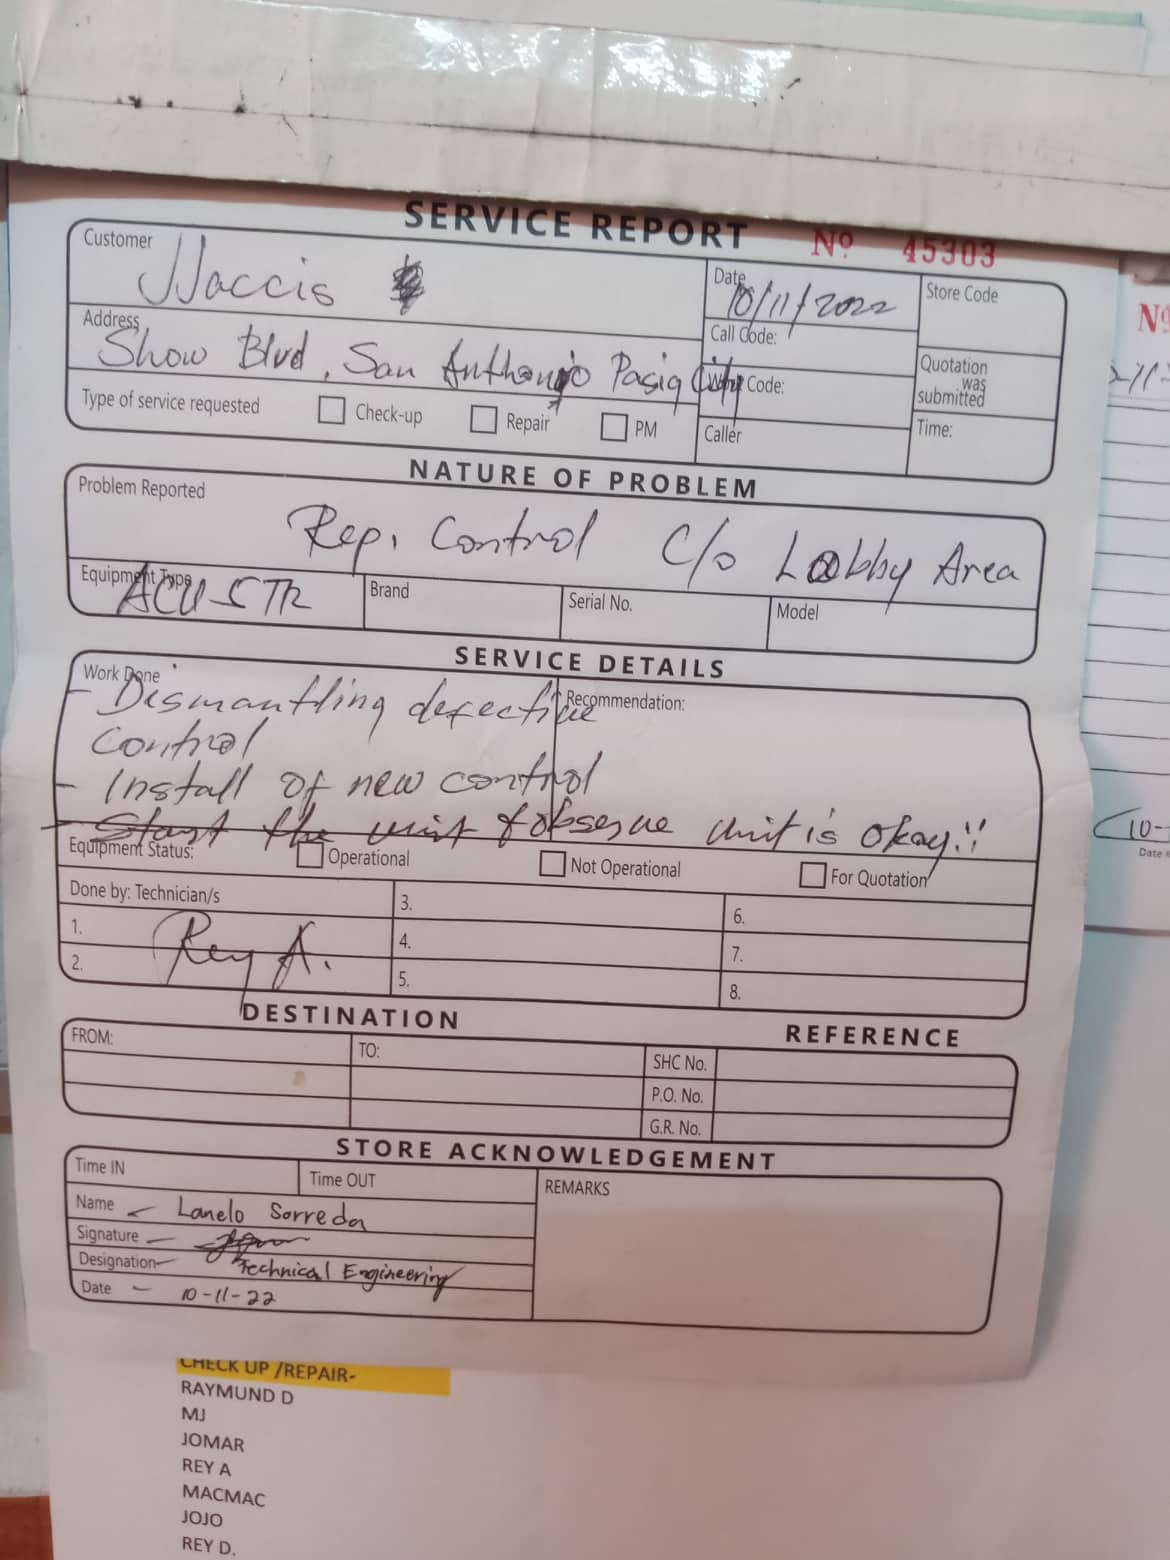 SERVICE REPORT
Nº 45303
Customer
JJaccis
Date
10/11/2022
Store Code
Address
Show Blvd, San Anthonio Pasig City
Call Code:
Code:
Quotation was submitted
Type of service requested Check-up Repair PM
Caller
Time:
NATURE OF PROBLEM
Problem Reported
Rep. Control C/o Lobby Area
Equipment Type
ACU-STR
Brand
Serial No.
Model
SERVICE DETAILS
Work Done
Recommendation:
- Dismantling defective
control
- Install of new control
- Start the unit & observe unit is okay!!
Equipment Status: Operational Not Operational For Quotation
Done by: Technician/s
1.
2.
Rey A.
3.
4.
5.
6.
7.
8.
DESTINATION
REFERENCE
FROM:
TO:
SHC No.
P.O. No.
G.R. No.
STORE ACKNOWLEDGEMENT
Time IN
Time OUT
REMARKS
Name - Lanelo Sorreda
Signature -
Designation - Technical Engineering
Date - 10-11-22
CHECK UP /REPAIR-
RAYMUND D
MJ
JOMAR
REY A
MACMAC
JOJO
REY D.
Nº
10-
Date